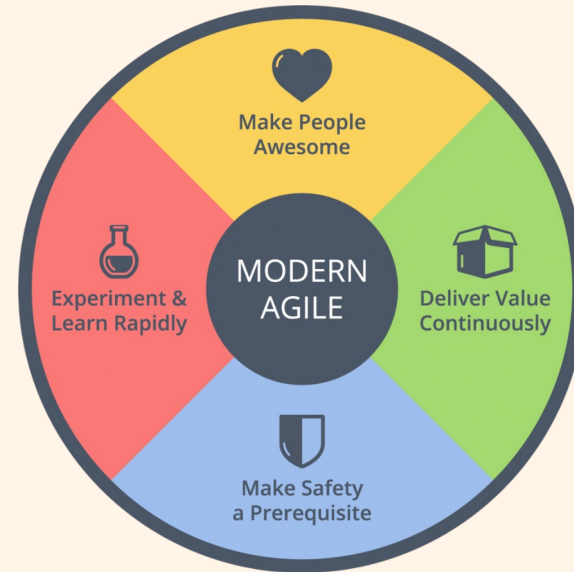 Make People
Awesome
Experiment &
Learn Rapidly
MODERN
AGILE
Deliver Value
Continuously
Make Safety
a Prerequisite